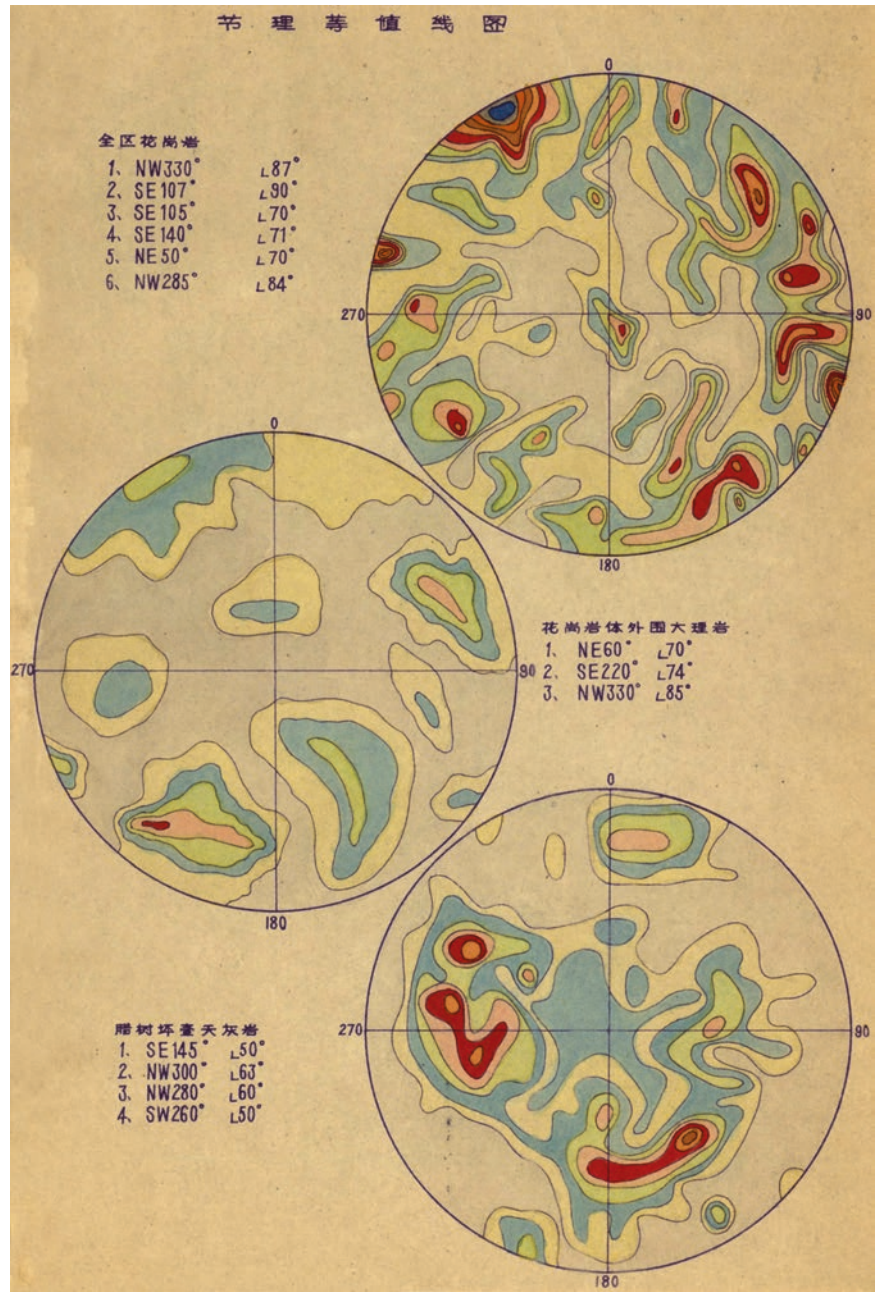 节理等值线图
0
全区花岗岩
1、NW330° ∟87°
2、SE107° ∟90°
3、SE105° ∟70°
4、SE140° ∟71°
5、NE50° ∟70°
6、NW285° ∟84°
270
90
180
0
270
90
180
花岗岩体外围大理岩
1、NE60° ∟70°
2、SE220° ∟74°
3、NW330° ∟85°
0
270
90
180
腊树坏臺天灰岩
1、SE145° ∟50°
2、NW300° ∟63°
3、NW280° ∟60°
4、SW260° ∟50°